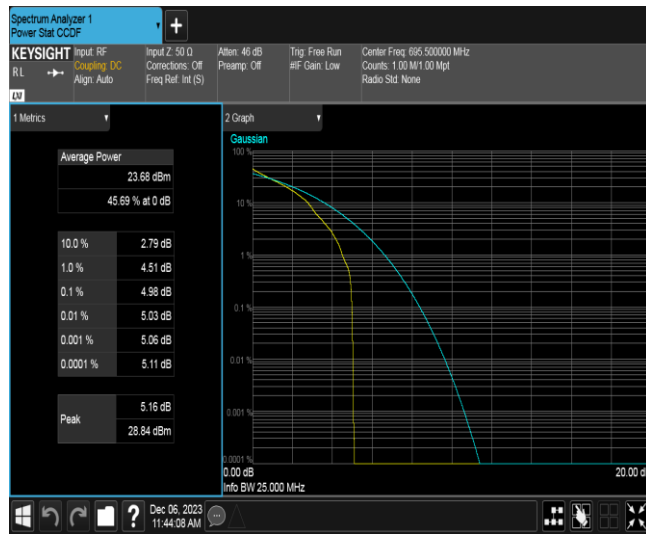 Spectrum Analyzer 1
Power Stat CCDF
+
KEYSIGHT
RL
LXI
Input: RF
Coupling: DC
Align: Auto
Input Z: 50 Ω
Corrections: Off
Freq Ref: Int (S)
Atten: 46 dB
Preamp: Off
Trig: Free Run
#IF Gain: Low
Center Freq: 695.500000 MHz
Counts: 1.00 M/1.00 Mpt
Radio Std: None
1 Metrics
Average Power
23.68 dBm
45.69 % at 0 dB
10.0 % 2.79 dB
1.0 % 4.51 dB
0.1 % 4.98 dB
0.01 % 5.03 dB
0.001 % 5.06 dB
0.0001 % 5.11 dB
Peak
5.16 dB
28.84 dBm
2 Graph
Gaussian
100 %
10 %
1 %
0.1 %
0.01 %
0.001 %
0.0001 %
0.00 dB
20.00 d
Info BW 25.000 MHz
?
Dec 06, 2023
11:44:08 AM